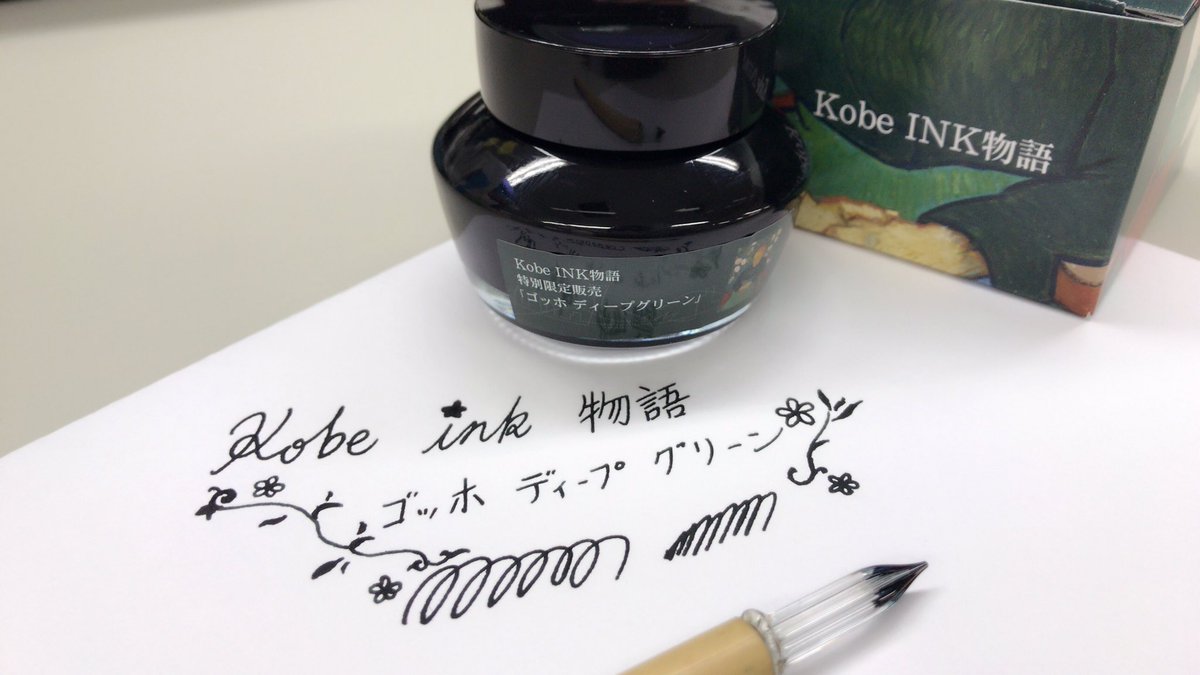 Kobe INK物語
Kobe INK物語
特別限定販売
「ゴッホ ディープグリーン」
Kobe ink 物語
ゴッホ ディープ グリーン